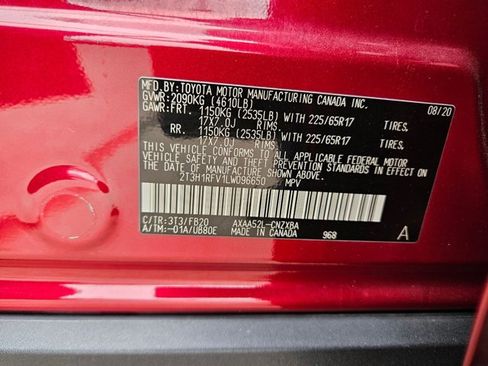 MFD.BY:TOYOTA MOTOR MANUFACTURING CANADA INC.
GVWR:2090KG (4610LB) 08/20
GAWR:FRT. 1150KG (2535LB) WITH 225/65R17 TIRES,
17X7.0J RIMS.
RR. 1150KG (2535LB) WITH 225/65R17 TIRES,
17X7.0J RIMS.
THIS VEHICLE CONFORMS TO ALL APPLICABLE FEDERAL MOTOR
VEHICLE SAFETY AND THEFT PREVENTION STANDARDS IN EFFECT
ON THE DATE OF MANUFACTURE SHOWN ABOVE.
2T3H1RFV1LW096650 MPV
C/TR:3T3/FB20 AXAA52L-CNZXBA
A/TM:-01A/UB80E MADE IN CANADA 968 A